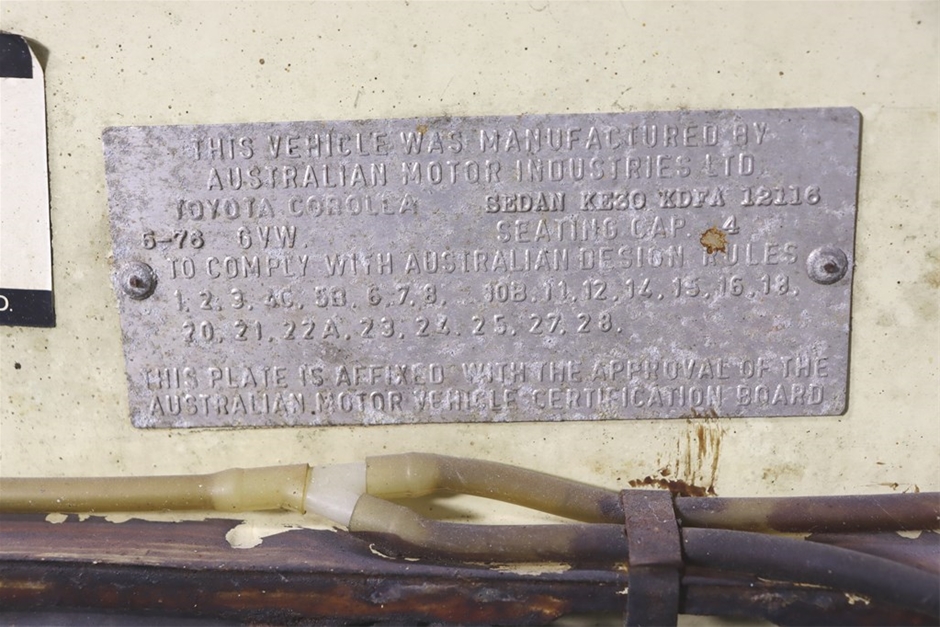 THIS VEHICLE WAS MANUFACTURED BY
AUSTRALIAN MOTOR INDUSTRIES LTD.
TOYOTA COROLLA SEDAN KE30 KDFA 12116
6-76 GVW. SEATING CAP. 4
TO COMPLY WITH AUSTRALIAN DESIGN RULES
1, 2, 3, 4C, 5B, 6, 7, 8, 10B, 11, 12, 14, 15, 16, 18,
20, 21, 22A, 23, 24, 25, 27, 28.
THIS PLATE IS AFFIXED WITH THE APPROVAL OF THE
AUSTRALIAN MOTOR VEHICLE CERTIFICATION BOARD